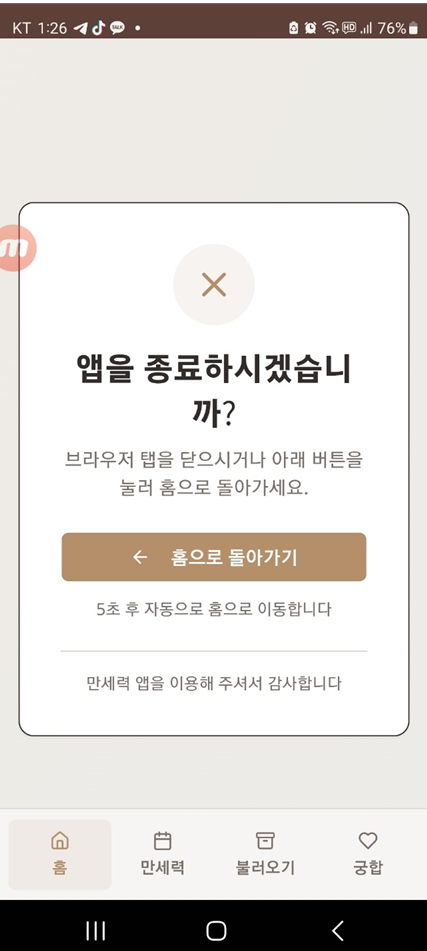 KT 1:26 TALK HD 76%
m
앱을 종료하시겠습니
까?
브라우저 탭을 닫으시거나 아래 버튼을
눌러 홈으로 돌아가세요.
← 홈으로 돌아가기
5초 후 자동으로 홈으로 이동합니다
만세력 앱을 이용해 주셔서 감사합니다
홈 만세력 불러오기 궁합